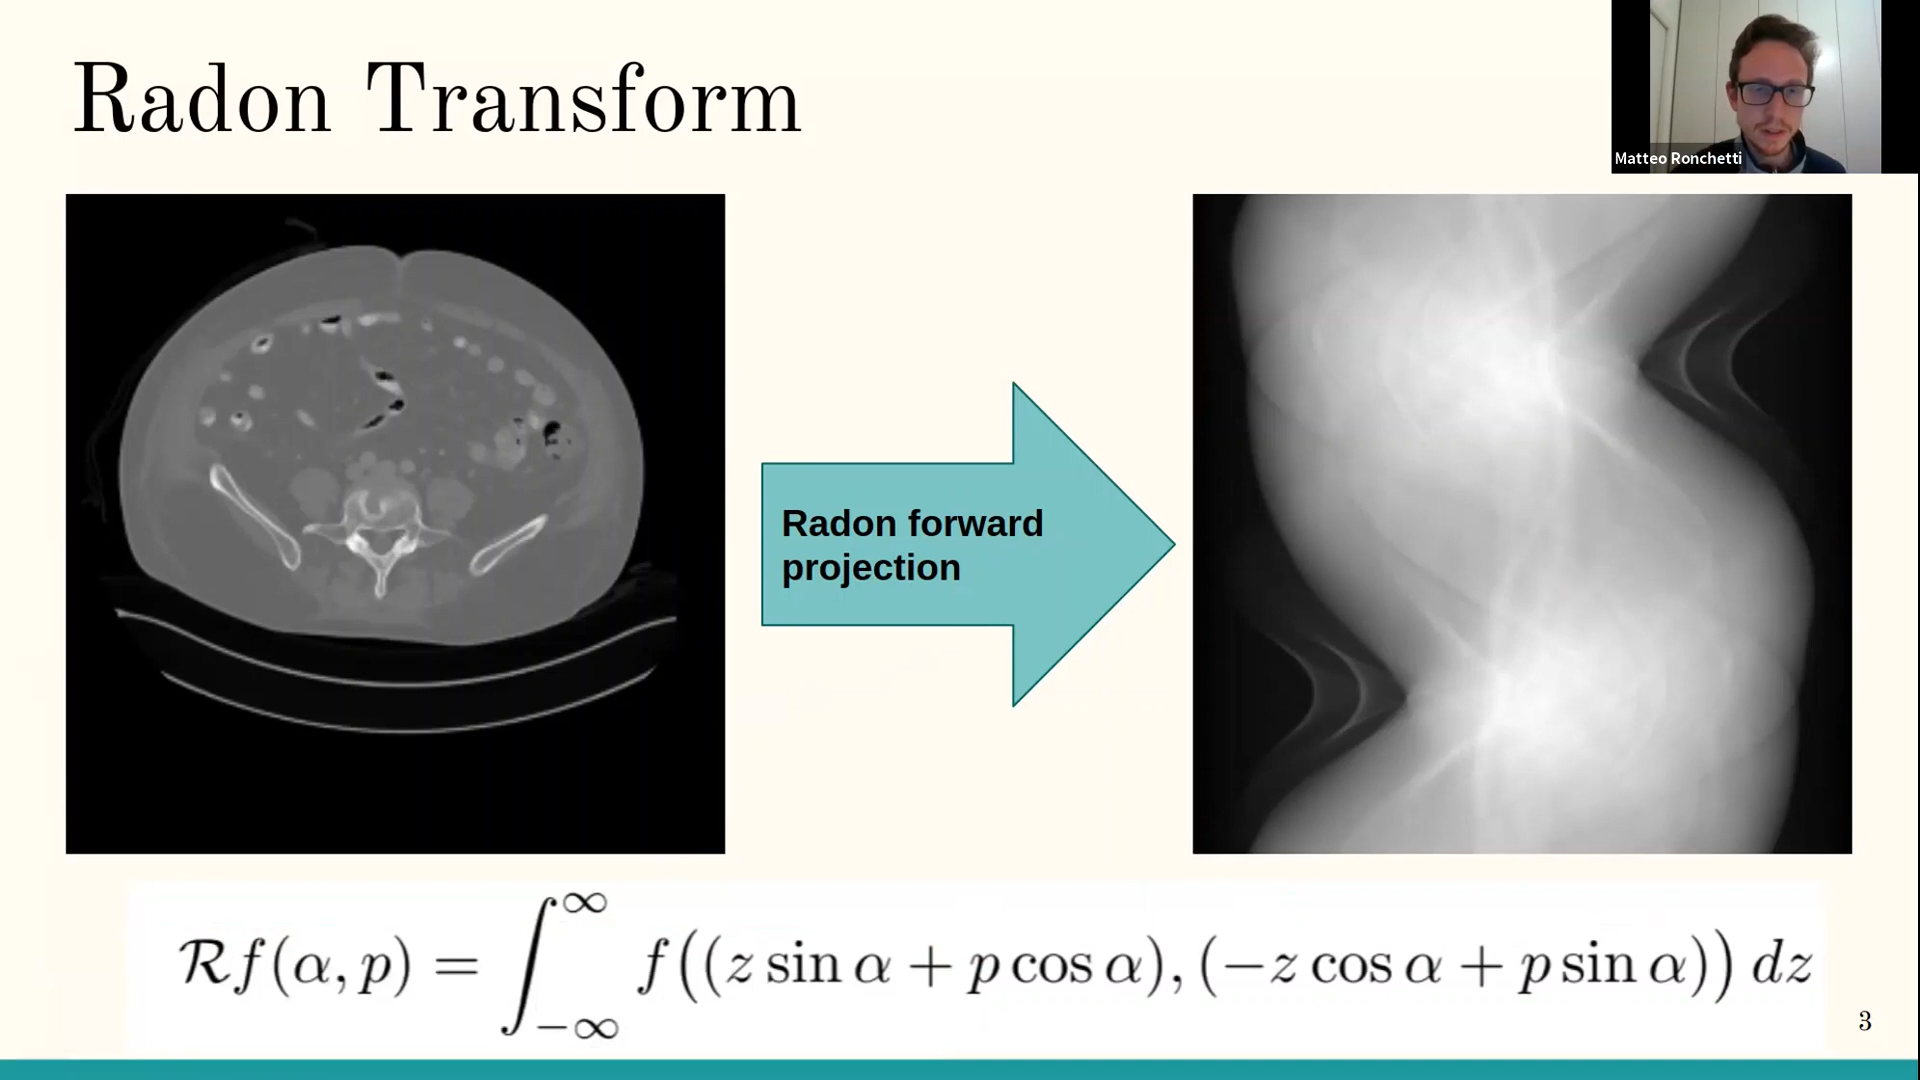 Radon Transform
Matteo Ronchetti
Radon forward
projection
ℛf(α, p) = ∫_{-∞}^{∞} f((z sin α + p cos α), (−z cos α + p sin α)) dz
3